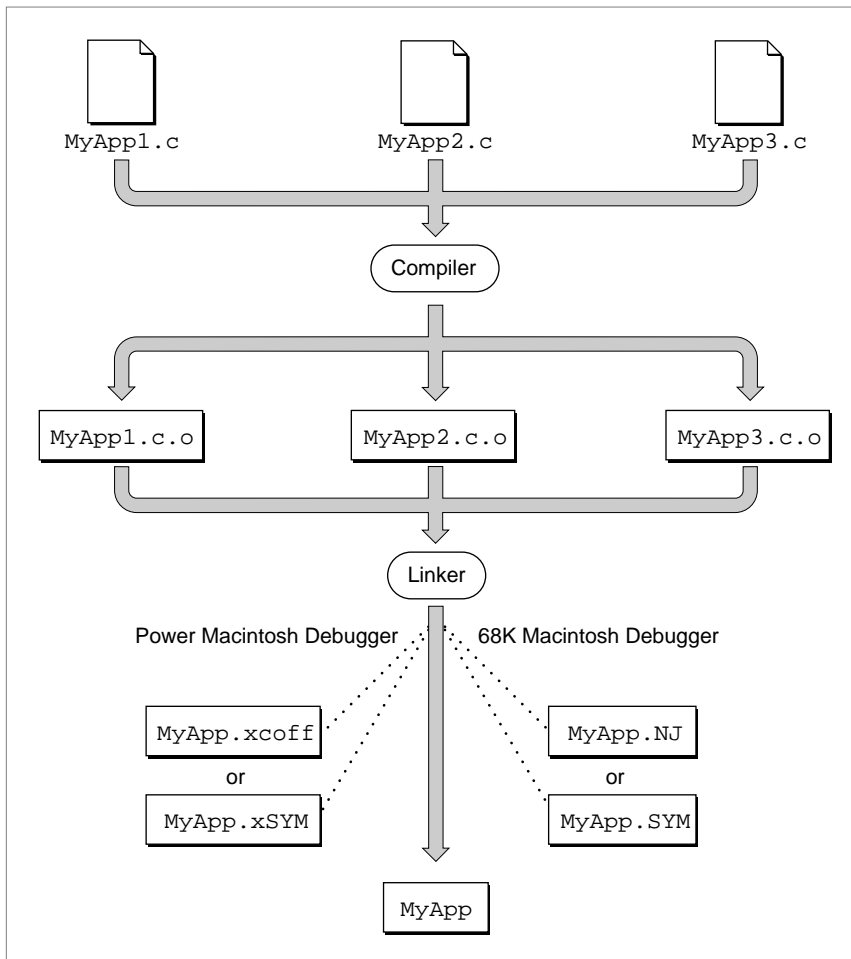 MyApp1.c
MyApp2.c
MyApp3.c
Compiler
MyApp1.c.o
MyApp2.c.o
MyApp3.c.o
Linker
Power Macintosh Debugger
68K Macintosh Debugger
MyApp.xcoff
MyApp.NJ
or
or
MyApp.xSYM
MyApp.SYM
MyApp